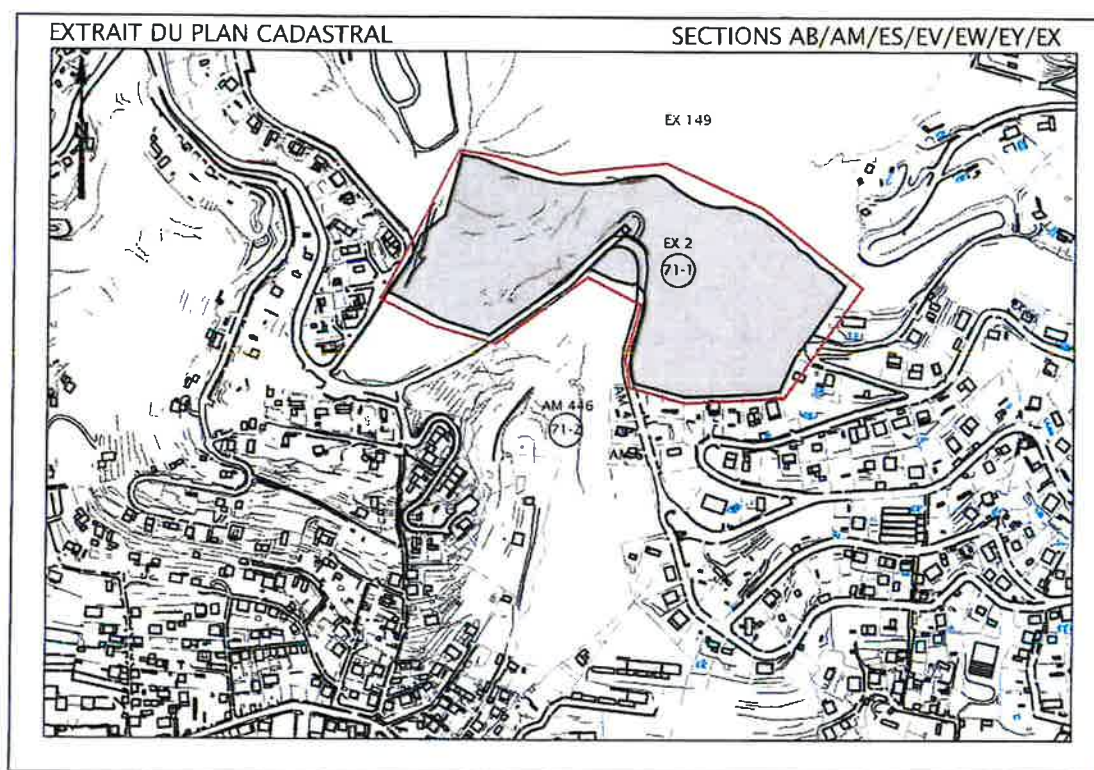 EXTRAIT DU PLAN CADASTRAL
SECTIONS AB/AM/ES/EV/EW/EY/EX
EX 149
EX 2
71-1
AM 446
71-2